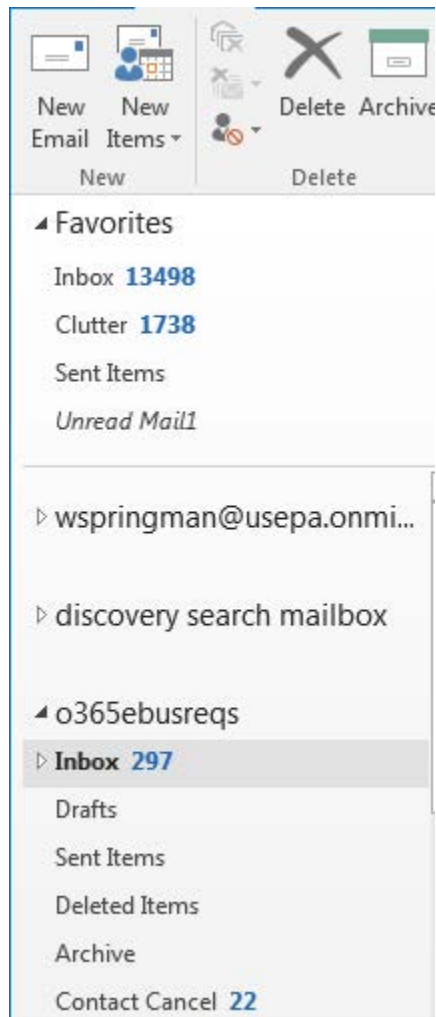 New Email
New Items
Delete
Archive
New
Delete
Favorites
Inbox 13498
Clutter 1738
Sent Items
Unread Mail1
wspringman@usepa.onmi...
discovery search mailbox
o365ebusreqs
Inbox 297
Drafts
Sent Items
Deleted Items
Archive
Contact Cancel 22